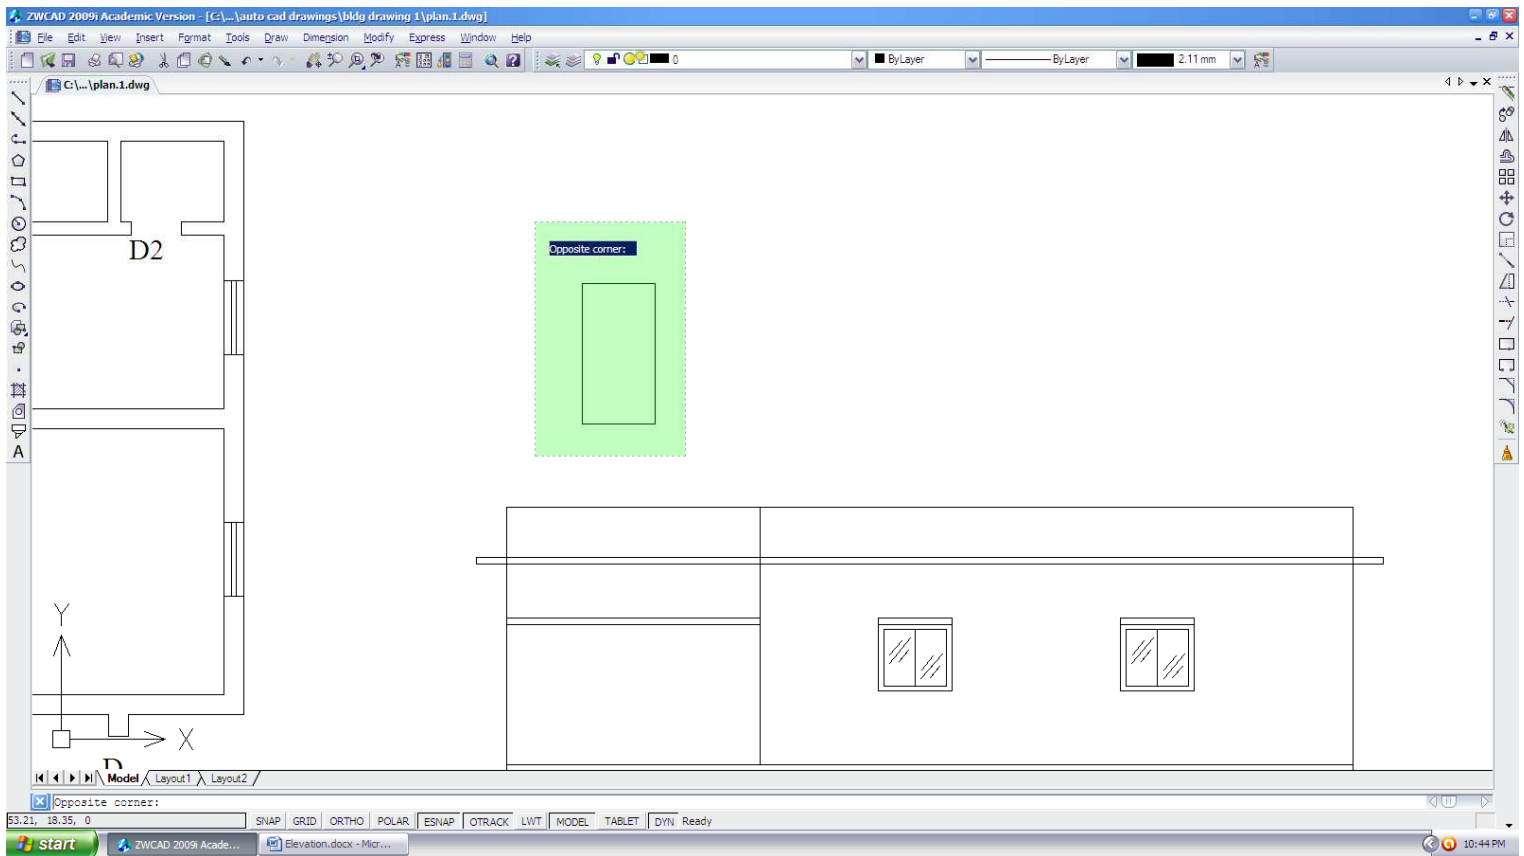 ZWCAD 2009i Academic Version - [C:\...\auto cad drawings\bldg drawing 1\plan.1.dwg]
File Edit View Insert Format Tools Draw Dimension Modify Express Window Help
0 ByLayer ByLayer 2.11 mm
C:\...\plan.1.dwg
D2
Opposite corner:
Y
X
D
Model Layout1 Layout2
Opposite corner:
53.21, 18.35, 0 SNAP GRID ORTHO POLAR ESNAP OTRACK LWT MODEL TABLET DYN Ready
start ZWCAD 2009i Acade... Elevation.docx - Micr... 10:44 PM